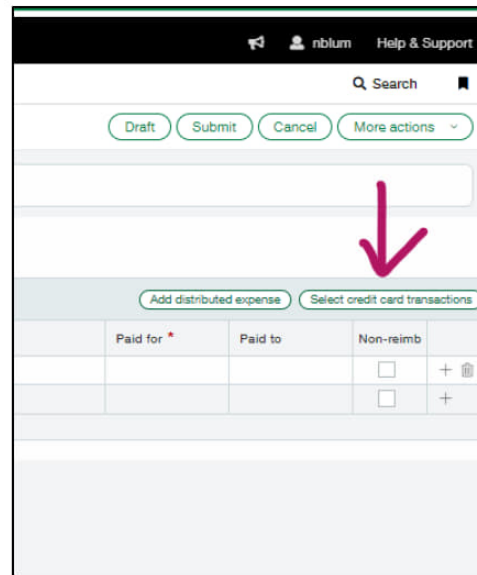 nblum Help & Support
Search
Draft Submit Cancel More actions
Add distributed expense Select credit card transactions
Paid for * Paid to Non-reimb